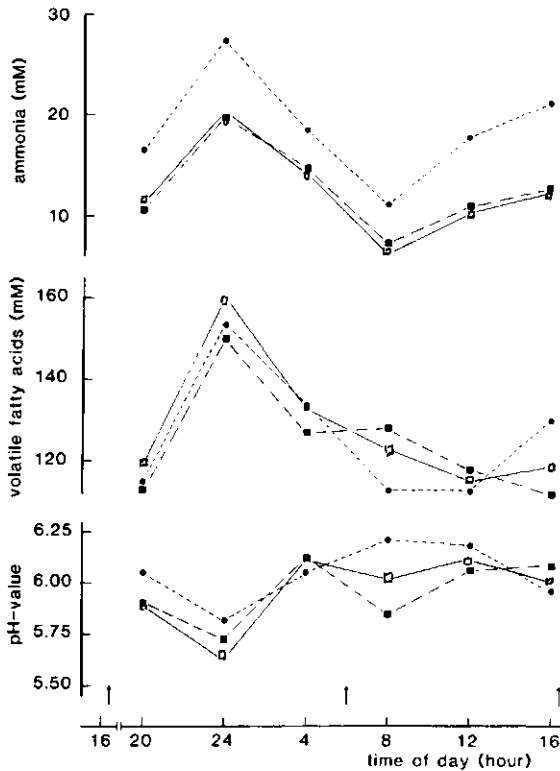 ammonia (mM)
30
20
10
volatile fatty acids (mM)
160
140
120
pH-value
6.25
6.00
5.75
5.50
16 20 24 4 8 12 16
time of day (hour)